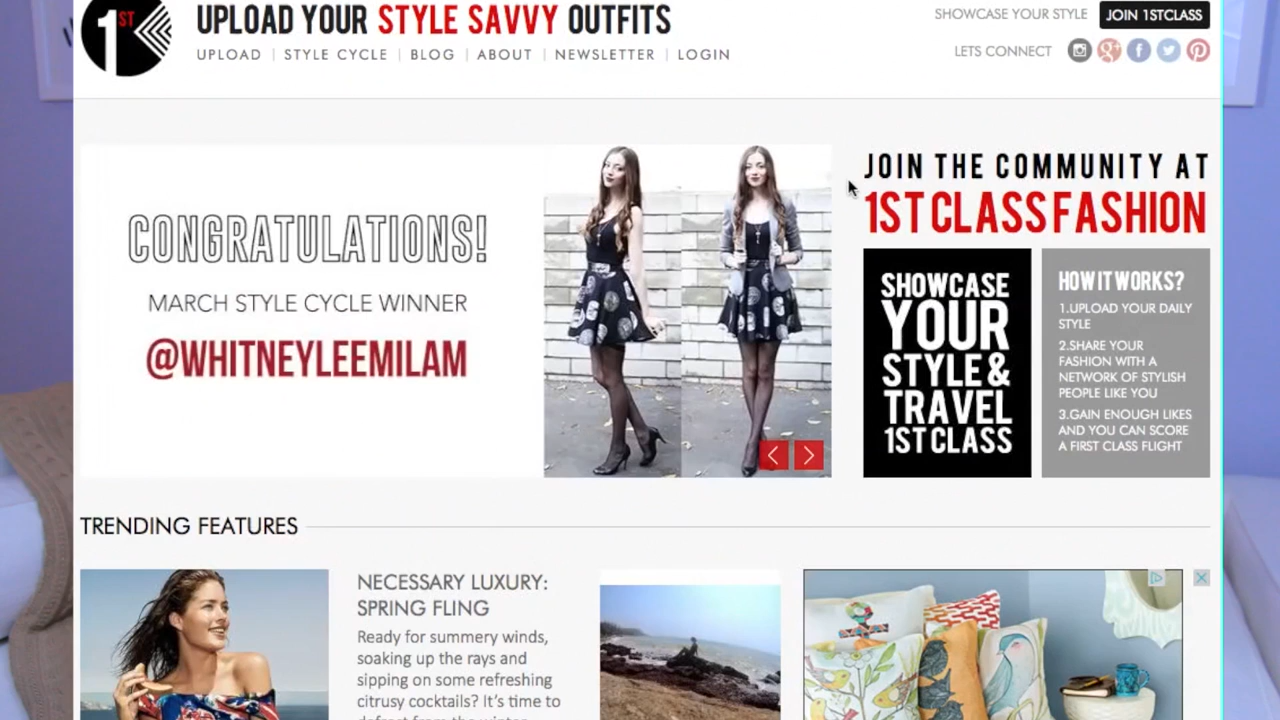 1ST
UPLOAD YOUR STYLE SAVVY OUTFITS
UPLOAD | STYLE CYCLE | BLOG | ABOUT | NEWSLETTER | LOGIN
SHOWCASE YOUR STYLE JOIN 1STCLASS
LETS CONNECT
CONGRATULATIONS!
MARCH STYLE CYCLE WINNER
@WHITNEYLEEMILAM
JOIN THE COMMUNITY AT
1ST CLASS FASHION
SHOWCASE
YOUR
STYLE &
TRAVEL
1ST CLASS
HOW IT WORKS?
1.UPLOAD YOUR DAILY
STYLE
2.SHARE YOUR
FASHION WITH A
NETWORK OF STYLISH
PEOPLE LIKE YOU
3.GAIN ENOUGH LIKES
AND YOU CAN SCORE
A FIRST CLASS FLIGHT
TRENDING FEATURES
NECESSARY LUXURY:
SPRING FLING
Ready for summery winds,
soaking up the rays and
sipping on some refreshing
citrusy cocktails? It's time to
defrost from the winter